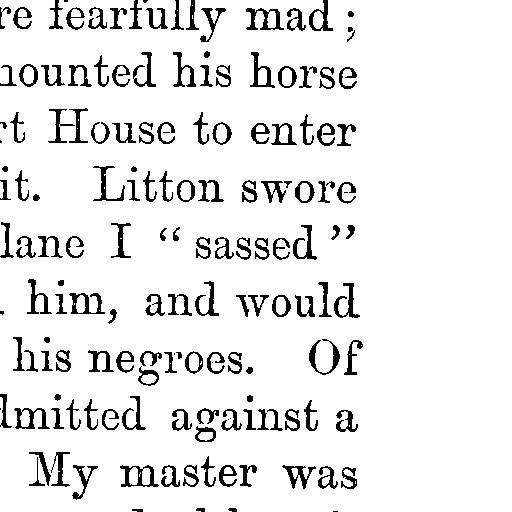 re fearfully mad ;
nounted his horse
rt House to enter
it. Litton swore
lane I “ sassed ”
him, and would
his negroes. Of
dmitted against a
My master was